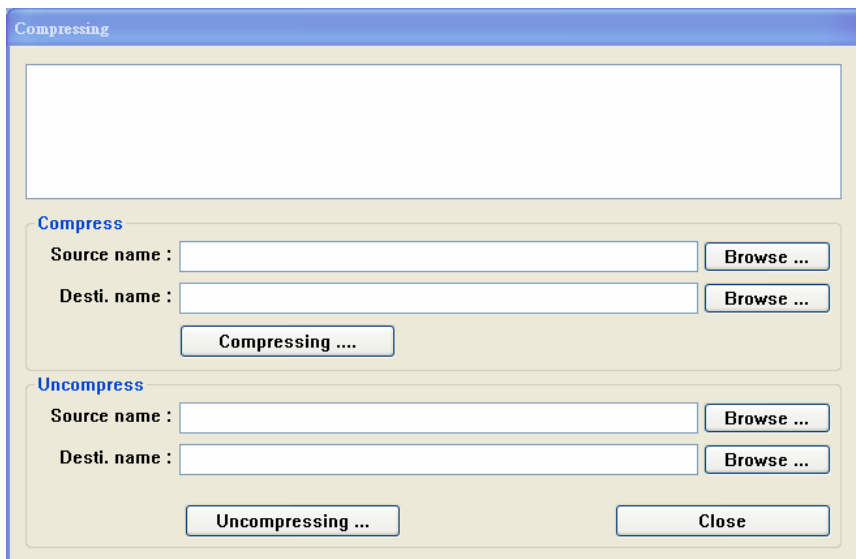 Compressing
Compress
Source name : Browse ...
Desti. name : Browse ...
Compressing ....
Uncompress
Source name : Browse ...
Desti. name : Browse ...
Uncompressing ... Close